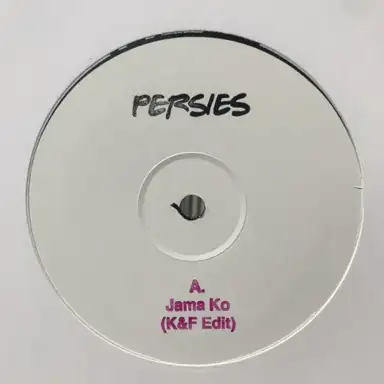 PERSIES
A.
Jama Ko
(K&F Edit)